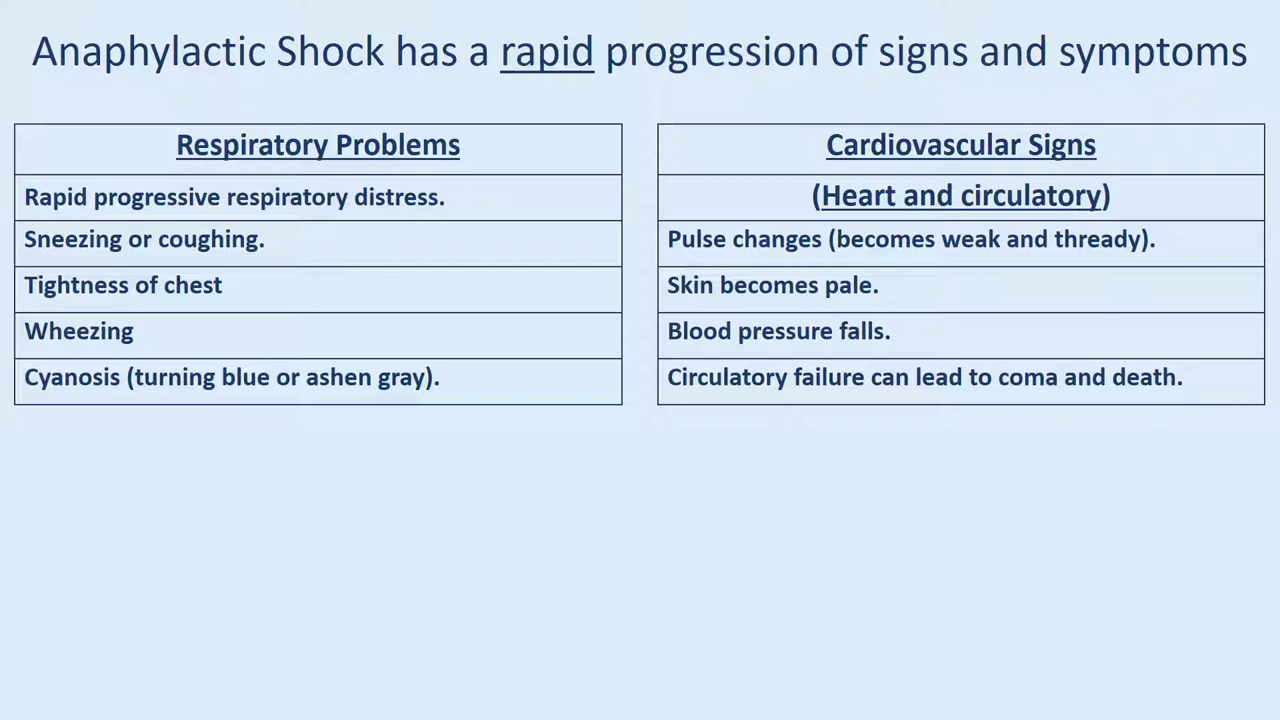 Anaphylactic Shock has a rapid progression of signs and symptoms
Respiratory Problems
Rapid progressive respiratory distress.
Sneezing or coughing.
Tightness of chest
Wheezing
Cyanosis (turning blue or ashen gray).
Cardiovascular Signs
(Heart and circulatory)
Pulse changes (becomes weak and thready).
Skin becomes pale.
Blood pressure falls.
Circulatory failure can lead to coma and death.